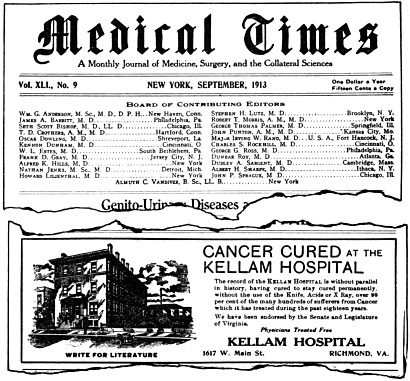 Medical Times
A Monthly Journal of Medicine, Surgery, and the Collateral Sciences
Vol. XLI., No. 9 NEW YORK, SEPTEMBER, 1913 One Dollar a Year
Fifteen Cents a Copy
BOARD OF CONTRIBUTING EDITORS
WM. G. ANDERSON, M. Sc., M. D., D P. H...New Haven, Conn.
JAMES A. BABBITT, M. D. Philadelphia, Pa.
SETH SCOTT BISHOP, M. D., LL. D. Chicago, Ill.
T. D. CROTHERS, A. M., M. D. Hartford, Conn.
OSCAR DOWLING, M. D. Shreveport, La.
KENNON DUNHAM, M. D. Cincinnati, O.
W. L. ESTES, M. D. South Bethlehem, Pa.
FRANK D. GRAY, M. D. Jersey City, N. J.
ALFRED K. HILLS, M. D. New York
NATHAN JENKS, M. Sc., M. D. Detroit, Mich.
HOWARD LILIENTHAL, M. D. New York
STEPHEN H. LUTZ, M. D. Brooklyn, N. Y.
ROBERT T. MORRIS, A. M., M. D. New York
GEORGE THOMAS PALMER, M. D. Springfield, Ill.
JOHN PUNTON, A. M., M. D. Kansas City, Mo.
MAJOR IRVING W. RAND, M. D., U. S. A., Fort Hancock, N. J.
CHARLES S. ROCKHILL, M. D. Cincinnati, O.
GEORGE G. ROSS, M. D. Philadelphia, Pa.
DUNBAR ROY, M. D. Atlanta, Ga.
DUDLEY A. SARGENT, M. D. Cambridge, Mass.
ALBERT H. SHARPE, M. D. Ithaca, N. Y.
JOHN P. SPRAGUE, M. D. Chicago, Ill.
ALMUTH C. VANDIVER, B. Sc., LL. B. New York
Genito-Urinary Diseases
CANCER CURED AT THE
KELLAM HOSPITAL
The record of the KELLAM HOSPITAL is without parallel
in history, having cured to stay cured permanently,
without the use of the Knife, Acids or X Ray, over 90
per cent of the many hundreds of sufferers from Cancer
which it has treated during the past eighteen years.
We have been endorsed by the Senate and Legislature
of Virginia.
Physicians Treated Free
KELLAM HOSPITAL
1617 W. Main St. RICHMOND, VA.
WRITE FOR LITERATURE